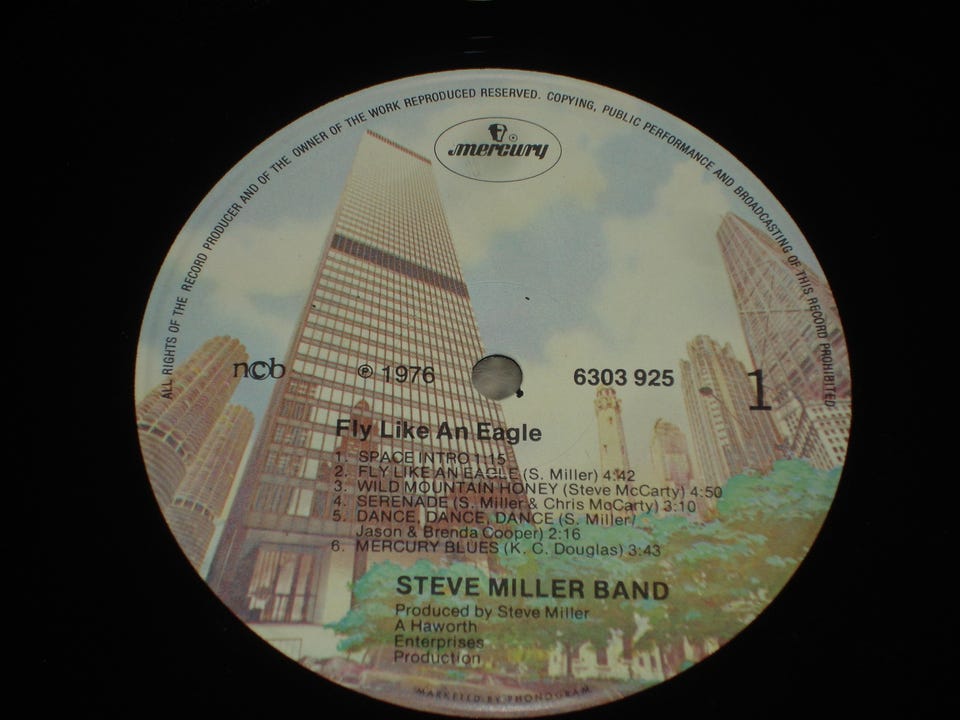 ALL RIGHTS OF THE RECORD PRODUCER AND OF THE OWNER OF THE WORK REPRODUCED RESERVED. COPYING, PUBLIC PERFORMANCE AND BROADCASTING OF THIS RECORD PROHIBITED
mercury
ncb ℗ 1976 6303 925 1
Fly Like An Eagle
1. SPACE INTRO 1:15
2. FLY LIKE AN EAGLE (S. Miller) 4:42
3. WILD MOUNTAIN HONEY (Steve McCarty) 4:50
4. SERENADE (S. Miller & Chris McCarty) 3:10
5. DANCE, DANCE, DANCE (S. Miller/
Jason & Brenda Cooper) 2:16
6. MERCURY BLUES (K. C. Douglas) 3:43
STEVE MILLER BAND
Produced by Steve Miller
A Haworth
Enterprises
Production
MARKETED BY PHONOGRAM